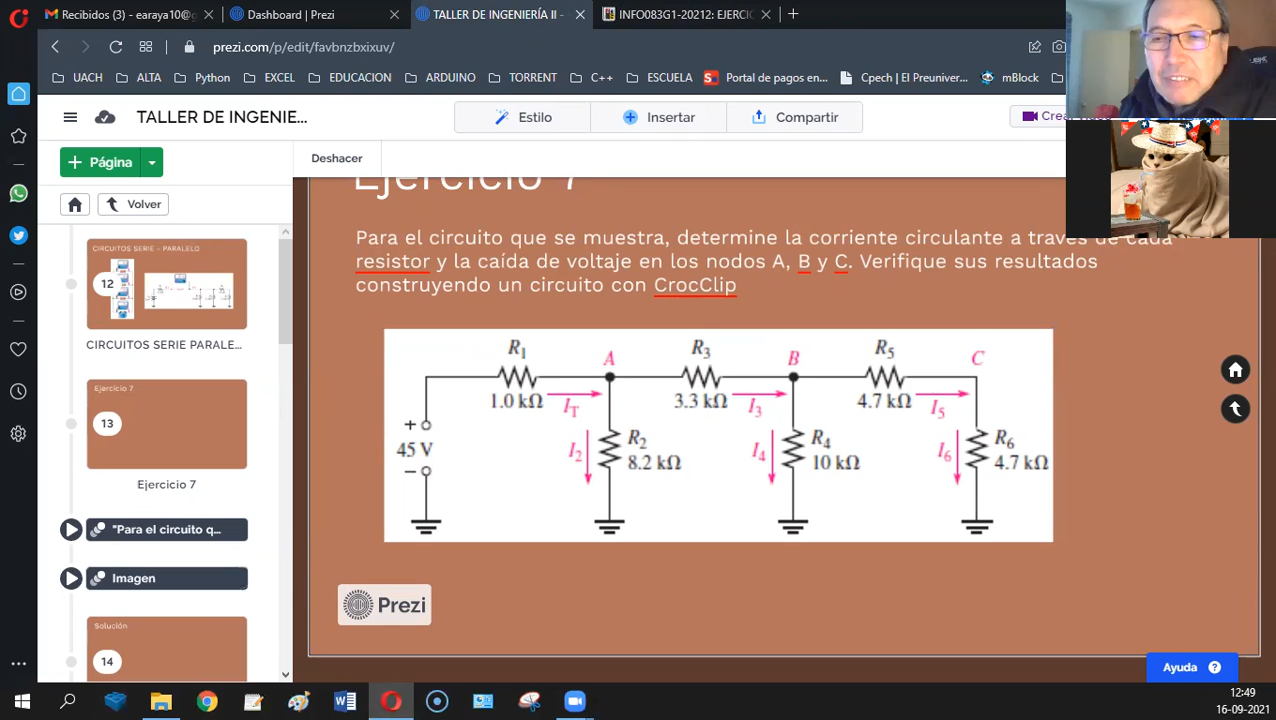 Recibidos (3) - earaya10@g
Dashboard | Prezi
TALLER DE INGENIERÍA II -
INFO083G1-20212: EJERCIC
prezi.com/p/edit/favbnzbxixuv/
UACH
ALTA
Python
EXCEL
EDUCACION
ARDUINO
TORRENT
C++
ESCUELA
Portal de pagos en...
Cpech | El Preuniver...
mBlock
TALLER DE INGENIE...
Estilo
Insertar
Compartir
Página
Deshacer
Volver
CIRCUITOS SERIE - PARALELO
12
CIRCUITOS SERIE PARALE...
Ejercicio 7
13
Ejercicio 7
"Para el circuito q...
Imagen
Solución
14
Ejercicio 7
Para el circuito que se muestra, determine la corriente circulante a través de cada
resistor y la caída de voltaje en los nodos A, B y C. Verifique sus resultados
construyendo un circuito con CrocClip
R1 A R3 B R5 C
1.0 kΩ IT 3.3 kΩ I3 4.7 kΩ I5
+
45 V
−
I2 R2 I4 R4 I6 R6
8.2 kΩ 10 kΩ 4.7 kΩ
Prezi
Ayuda ?
12:49
16-09-2021